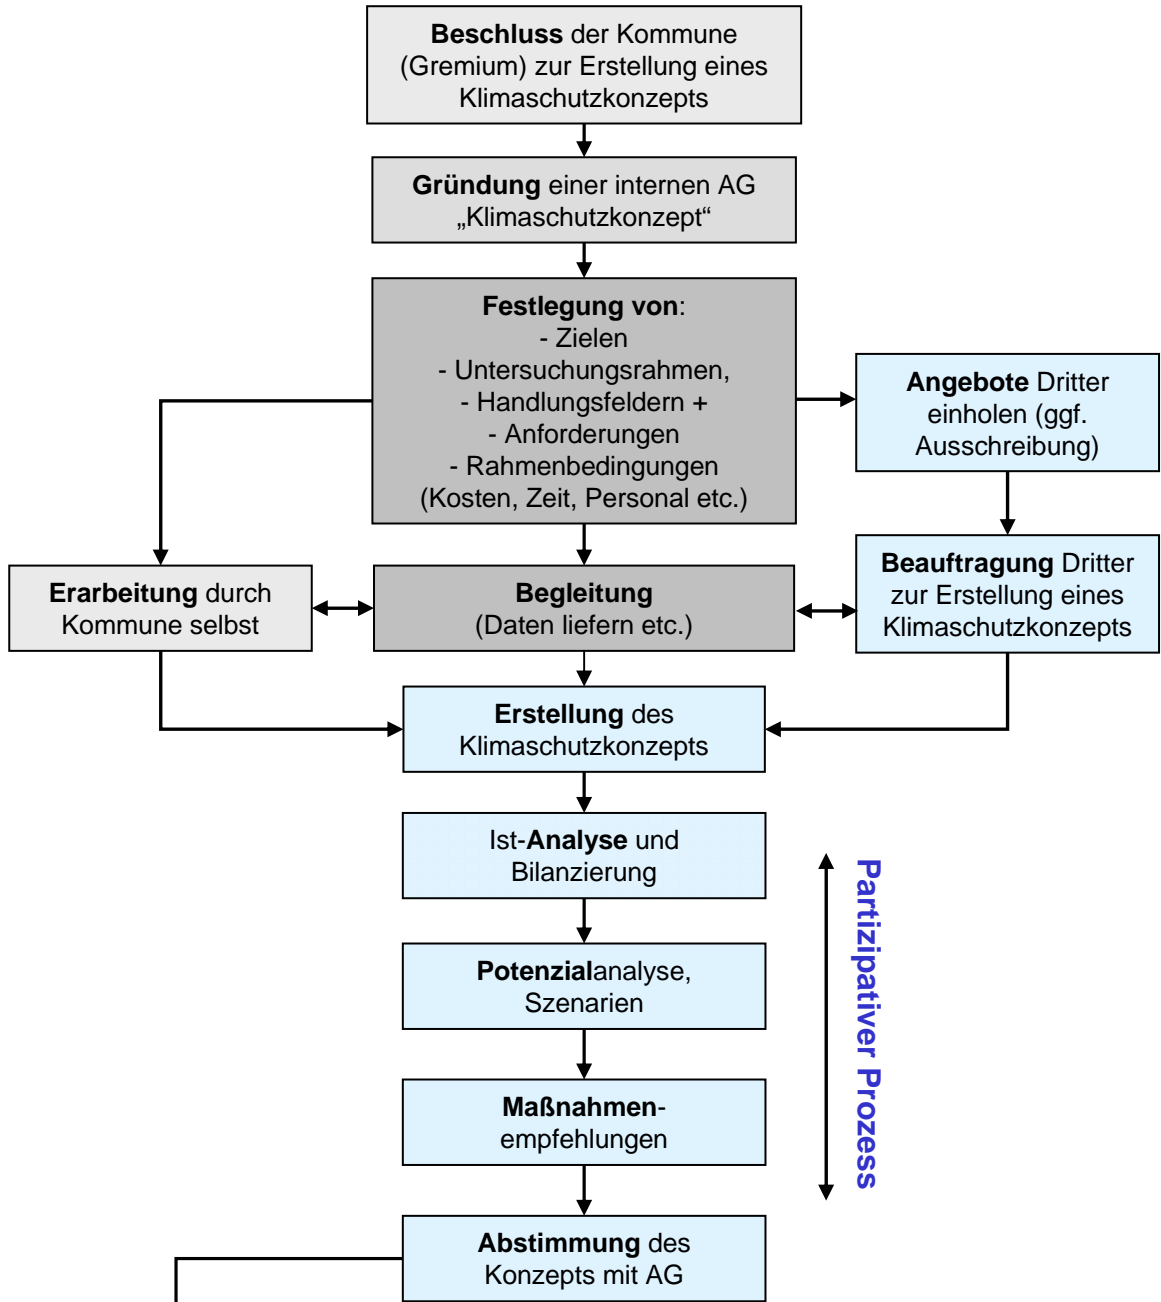 Beschluss der Kommune
(Gremium) zur Erstellung eines
Klimaschutzkonzepts
Gründung einer internen AG
„Klimaschutzkonzept“
Festlegung von:
- Zielen
- Untersuchungsrahmen,
- Handlungsfeldern +
- Anforderungen
- Rahmenbedingungen
(Kosten, Zeit, Personal etc.)
Angebote Dritter
einholen (ggf.
Ausschreibung)
Erarbeitung durch
Kommune selbst
Begleitung
(Daten liefern etc.)
Beauftragung Dritter
zur Erstellung eines
Klimaschutzkonzepts
Erstellung des
Klimaschutzkonzepts
Ist-Analyse und
Bilanzierung
Potenzialanalyse,
Szenarien
Maßnahmen-
empfehlungen
Partizipativer Prozess
Abstimmung des
Konzepts mit AG